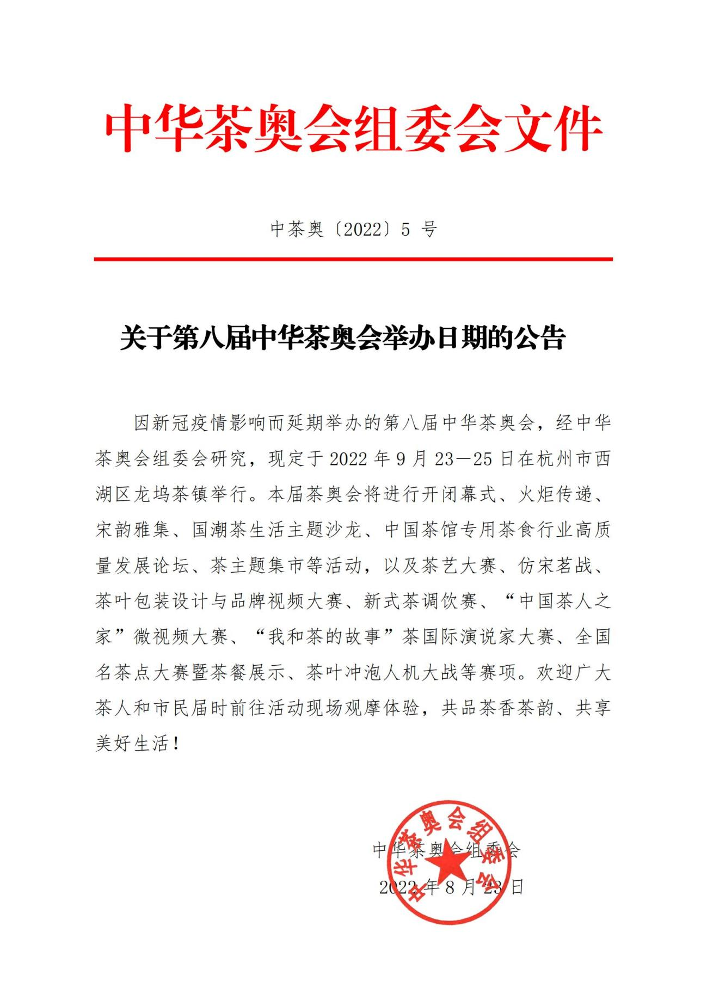 中华茶奥会组委会文件
中茶奥〔2022〕5 号
关于第八届中华茶奥会举办日期的公告
因新冠疫情影响而延期举办的第八届中华茶奥会，经中华
茶奥会组委会研究，现定于 2022 年 9 月 23—25 日在杭州市西
湖区龙坞茶镇举行。本届茶奥会将进行开闭幕式、火炬传递、
宋韵雅集、国潮茶生活主题沙龙、中国茶馆专用茶食行业高质
量发展论坛、茶主题集市等活动，以及茶艺大赛、仿宋茗战、
茶叶包装设计与品牌视频大赛、新式茶调饮赛、“中国茶人之
家”微视频大赛、“我和茶的故事”茶国际演说家大赛、全国
名茶点大赛暨茶餐展示、茶叶冲泡人机大战等赛项。欢迎广大
茶人和市民届时前往活动现场观摩体验，共品茶香茶韵、共享
美好生活！
中华茶奥会组委会
中华茶奥会组委会
2022 年 8 月 23 日